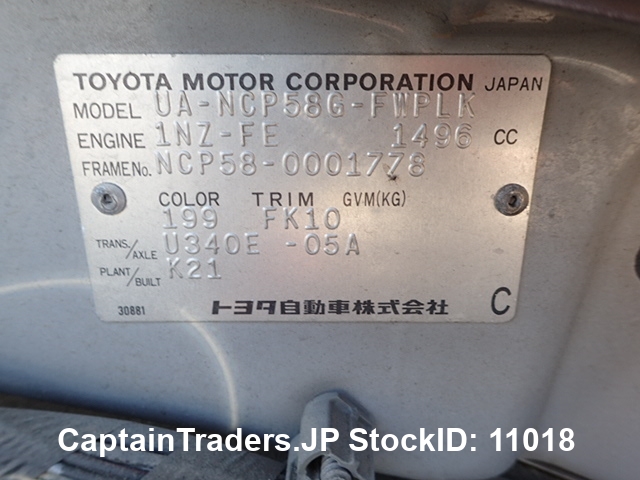 TOYOTA MOTOR CORPORATION JAPAN
MODEL UA-NCP58G-FWPLK
ENGINE 1NZ-FE 1496 CC
FRAME No. NCP58-0001778
COLOR TRIM GVM(KG)
199 FK10
TRANS./AXLE U340E -05A
PLANT/BUILT K21
30881 トヨタ自動車株式会社 C
CaptainTraders.JP StockID: 11018